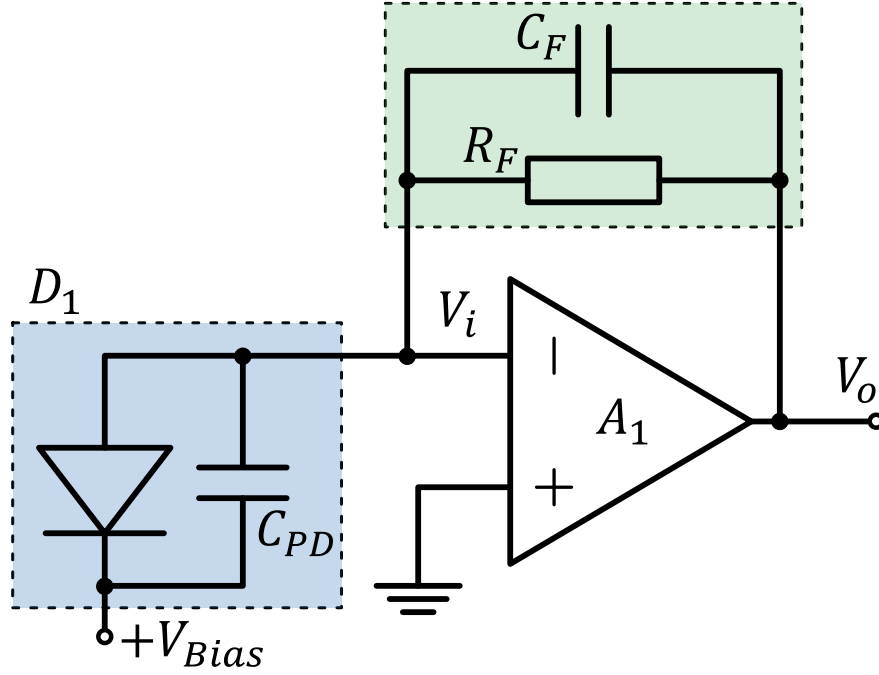 C_F
R_F
D_1
V_i
−
A_1
V_o
+
C_PD
+V_Bias